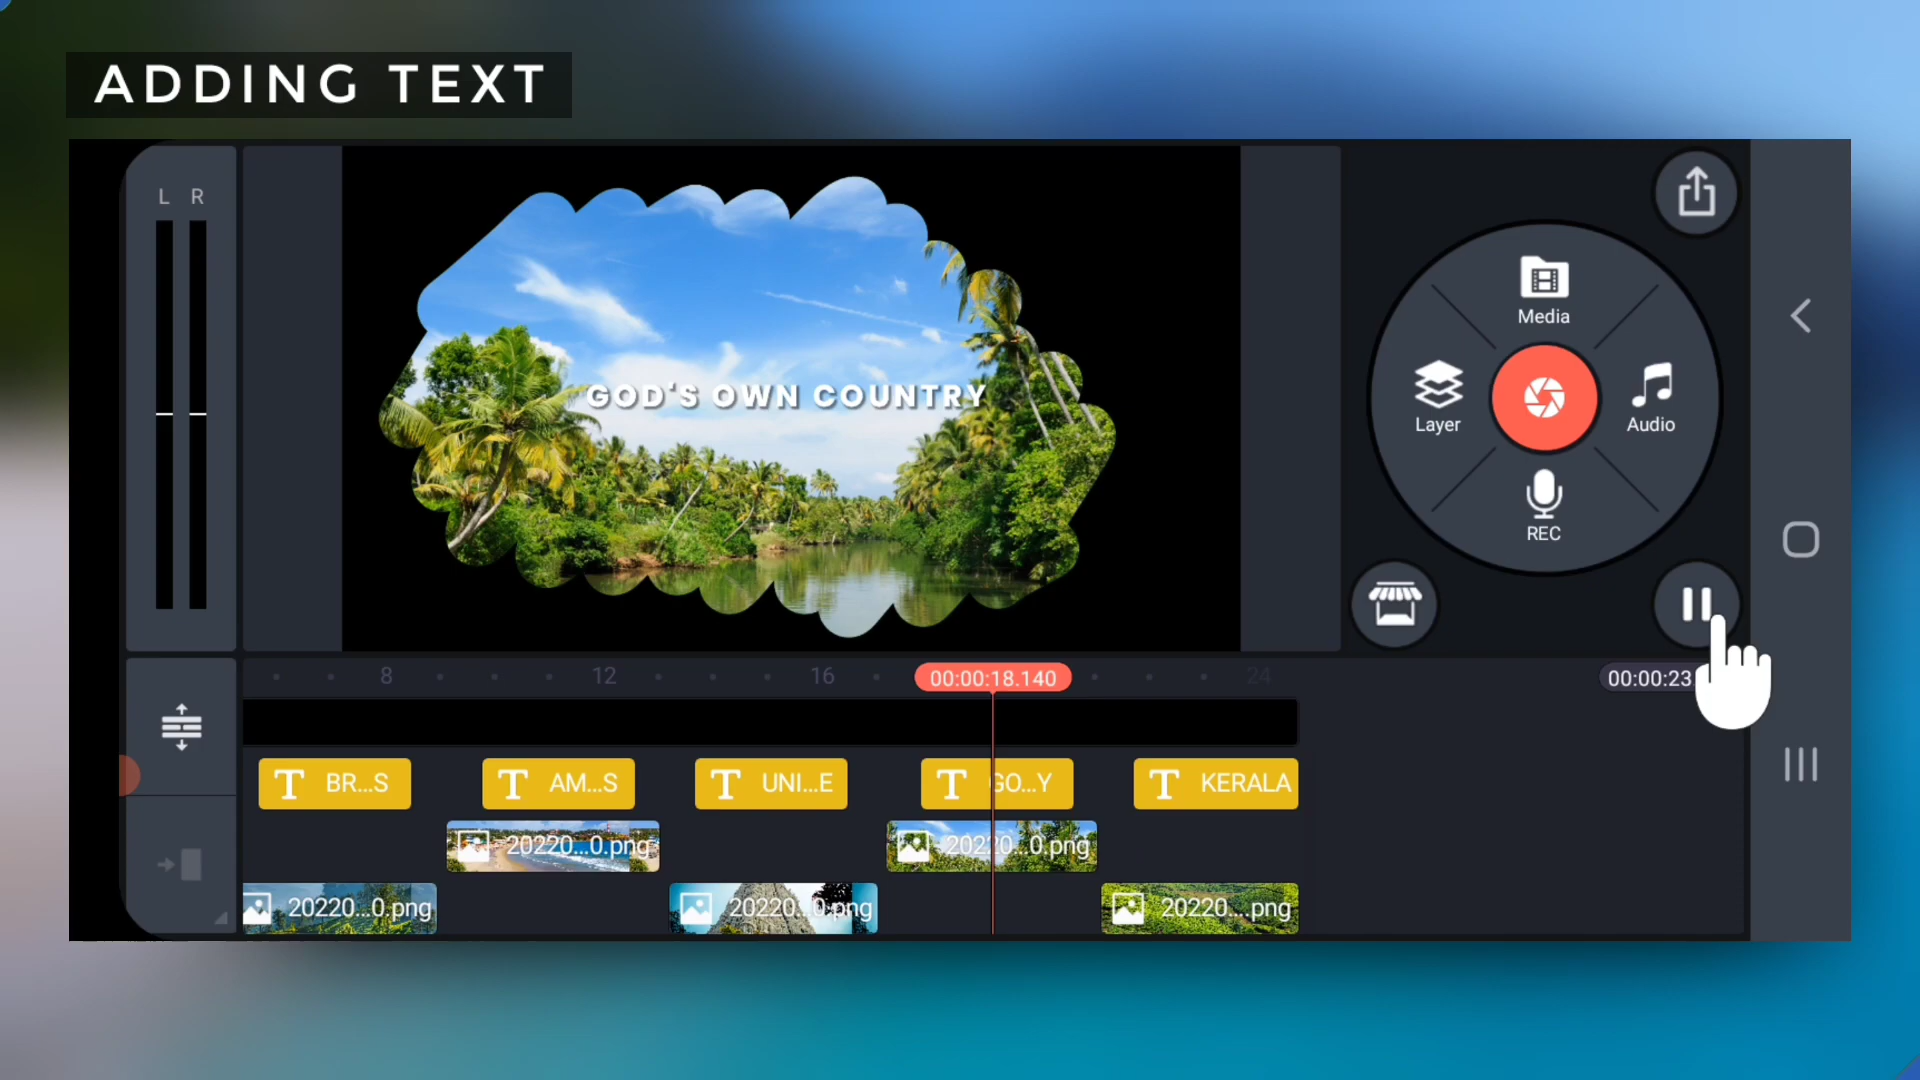 ADDING TEXT
L R
GOD'S OWN COUNTRY
Media
Layer
Audio
REC
8 12 16 00:00:18.140 24 00:00:23
BR...S AM...S UNI...E GO...Y KERALA
20220...0.png 20220...0.png
20220...0.png 20220...0.png 20220....png